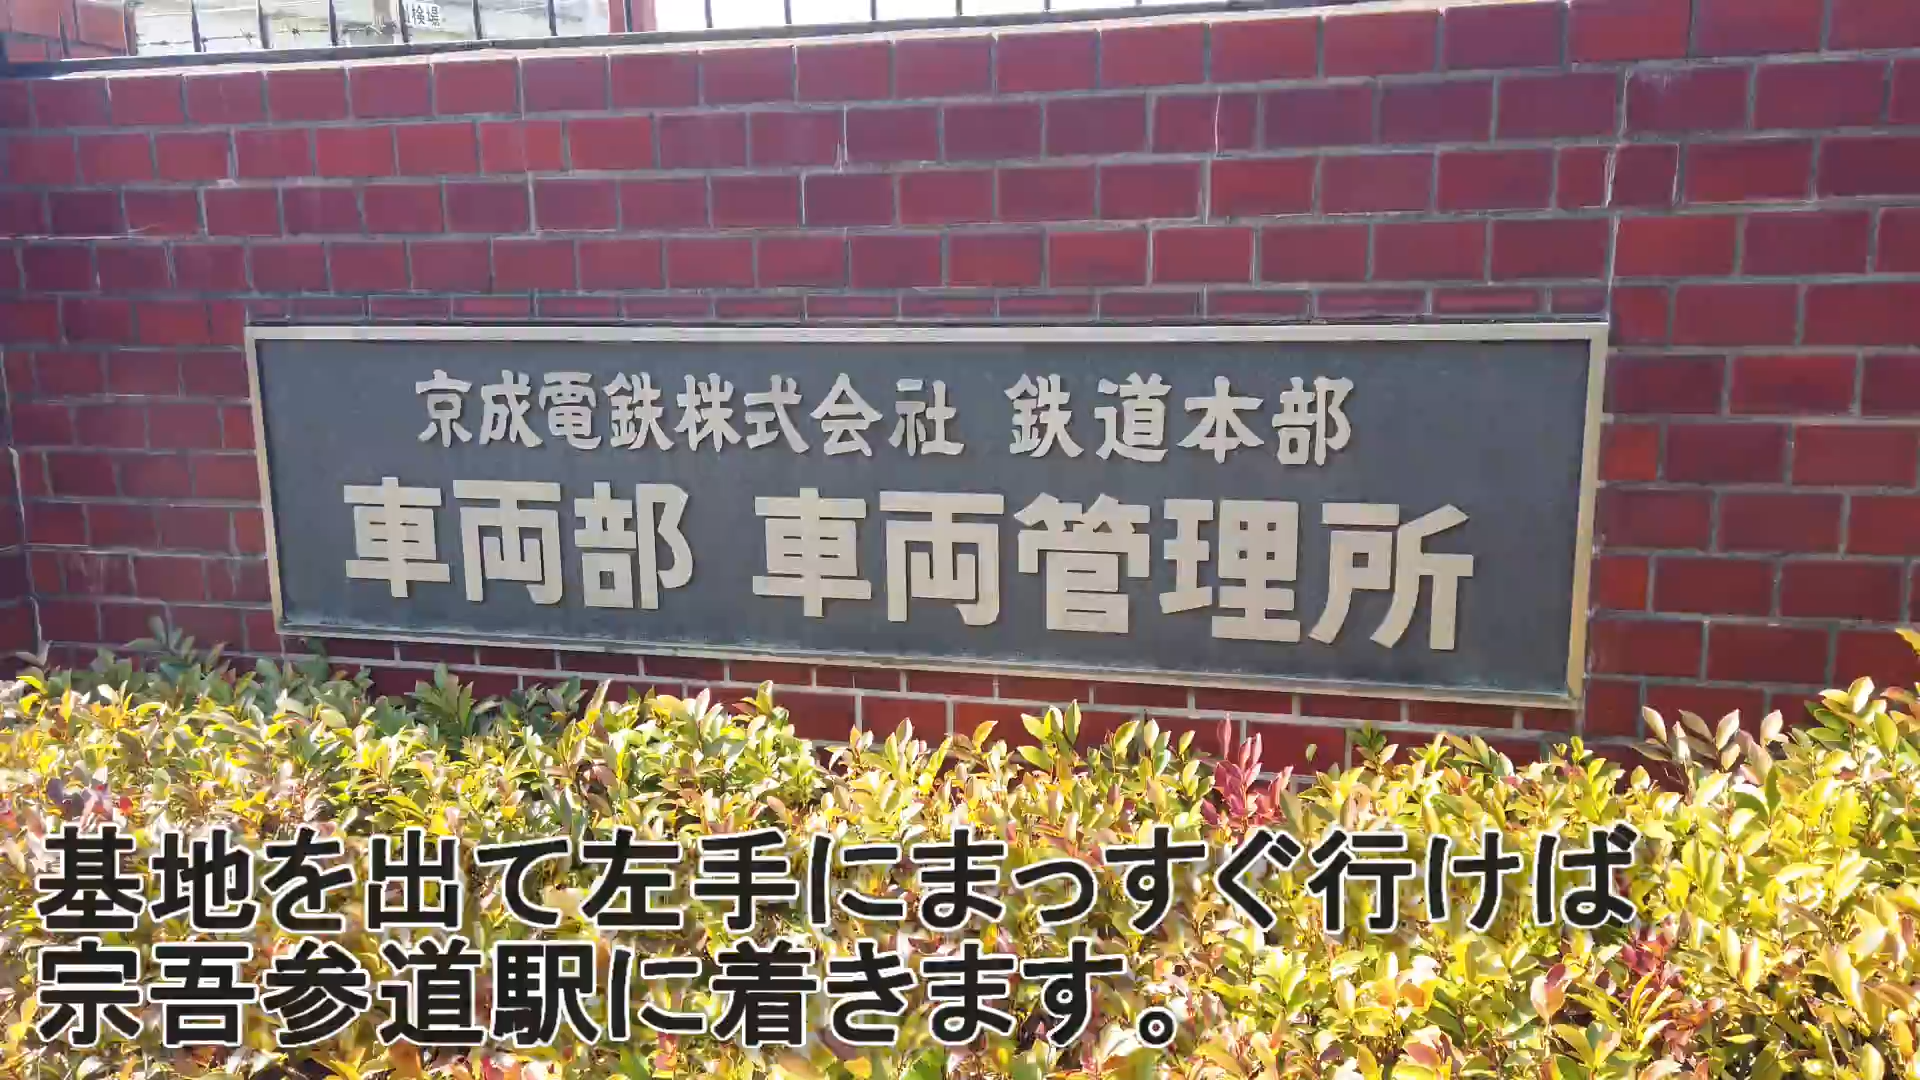 検場
京成電鉄株式会社 鉄道本部
車両部 車両管理所
基地を出て左手にまっすぐ行けば
宗吾参道駅に着きます。